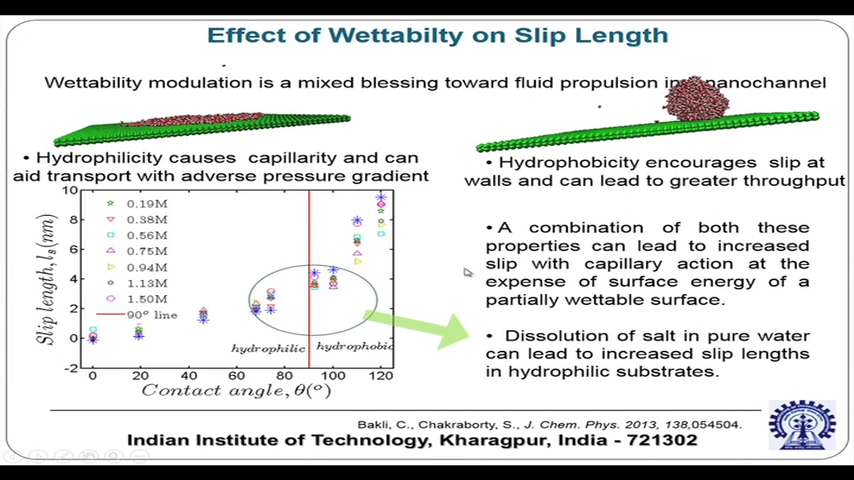 Effect of Wettabilty on Slip Length
Wettability modulation is a mixed blessing toward fluid propulsion in nanochannel
• Hydrophilicity causes capillarity and can
aid transport with adverse pressure gradient
• Hydrophobicity encourages slip at
walls and can lead to greater throughput
Slip length, l_s(nm)
10
8
6
4
2
0
-2
0.19M
0.38M
0.56M
0.75M
0.94M
1.13M
1.50M
90° line
hydrophilic
hydrophobic
0 20 40 60 80 100 120
Contact angle, θ(°)
• A combination of both these
properties can lead to increased
slip with capillary action at the
expense of surface energy of a
partially wettable surface.
• Dissolution of salt in pure water
can lead to increased slip lengths
in hydrophilic substrates.
Bakli, C., Chakraborty, S., J. Chem. Phys. 2013, 138,054504.
Indian Institute of Technology, Kharagpur, India - 721302